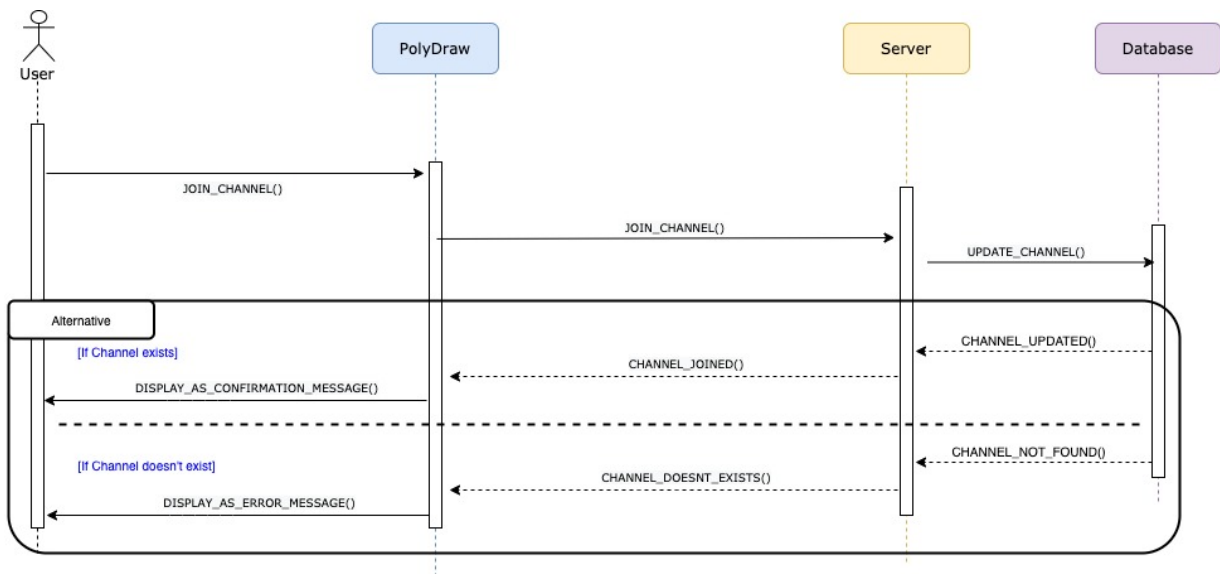 PolyDraw
Server
Database
User
JOIN_CHANNEL()
JOIN_CHANNEL()
UPDATE_CHANNEL()
Alternative
CHANNEL_UPDATED()
[If Channel exists]
CHANNEL_JOINED()
DISPLAY_AS_CONFIRMATION_MESSAGE()
CHANNEL_NOT_FOUND()
[If Channel doesn't exist]
CHANNEL_DOESNT_EXISTS()
DISPLAY_AS_ERROR_MESSAGE()